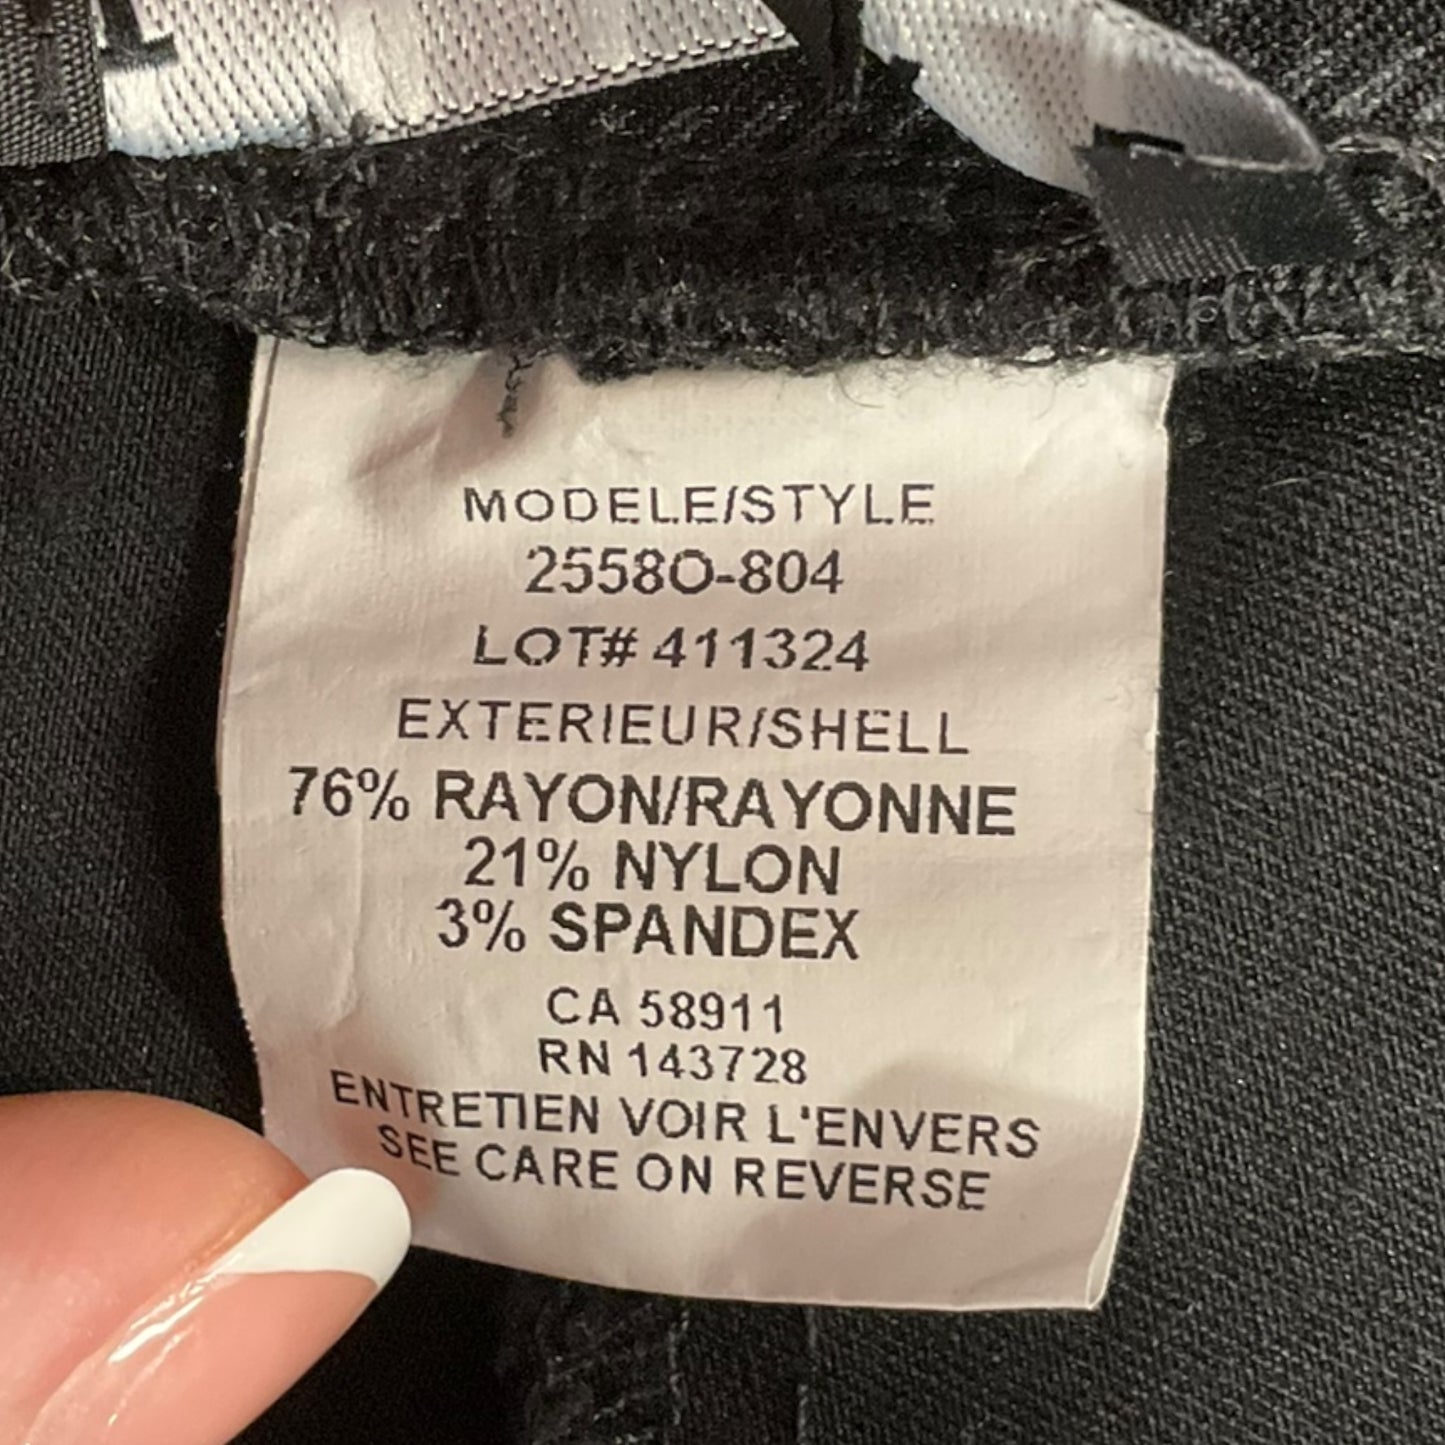 MODELE/STYLE
2558O-804
LOT# 411324
EXTERIEUR/SHELL
76% RAYON/RAYONNE
21% NYLON
3% SPANDEX
CA 58911
RN 143728
ENTRETIEN VOIR L'ENVERS
SEE CARE ON REVERSE